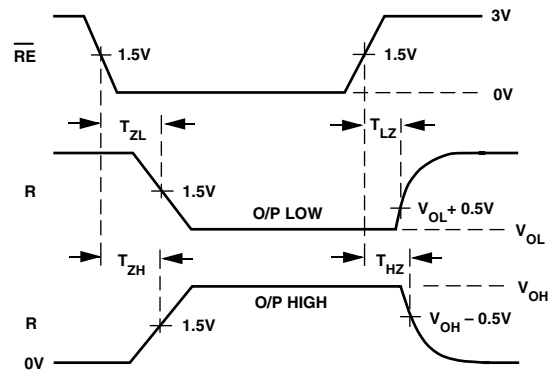 3V
RE
1.5V
1.5V
0V
T_ZL
T_LZ
R
1.5V
O/P LOW
V_OL + 0.5V
V_OL
T_ZH
T_HZ
V_OH
R
1.5V
O/P HIGH
V_OH – 0.5V
0V